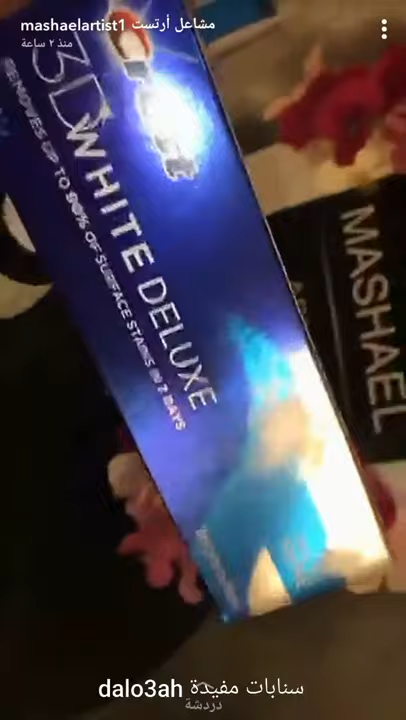 mashaelartist1 مشاعل أرتست
منذ ٢ ساعة
3D WHITE DELUXE
REMOVES UP TO 90% OF SURFACE STAINS IN 7 DAYS
MASHAEL
dalo3ah سنابات مفيدة
دردشة